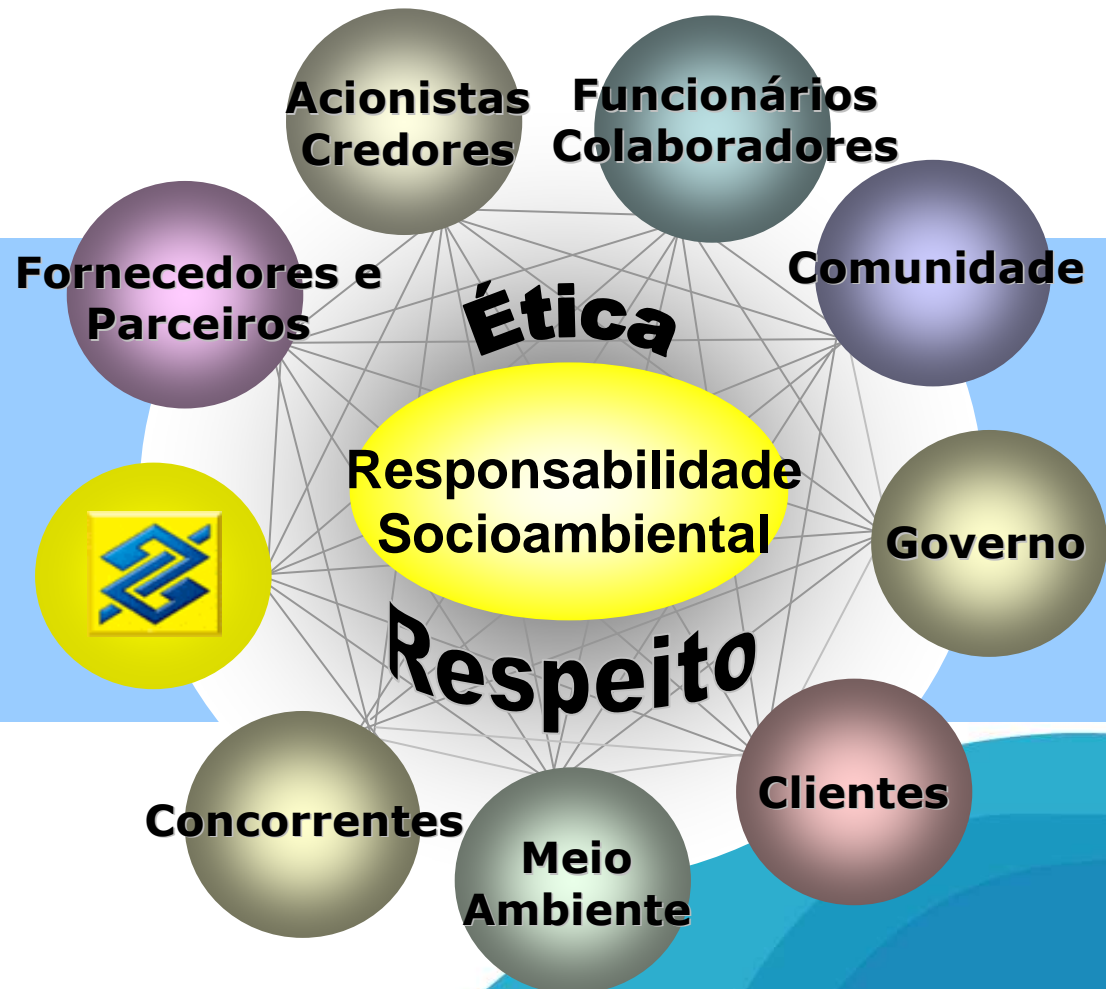 Acionistas
Credores
Funcionários
Colaboradores
Fornecedores e
Parceiros
Comunidade
Ética
Responsabilidade
Socioambiental
Governo
Respeito
Clientes
Concorrentes
Meio
Ambiente